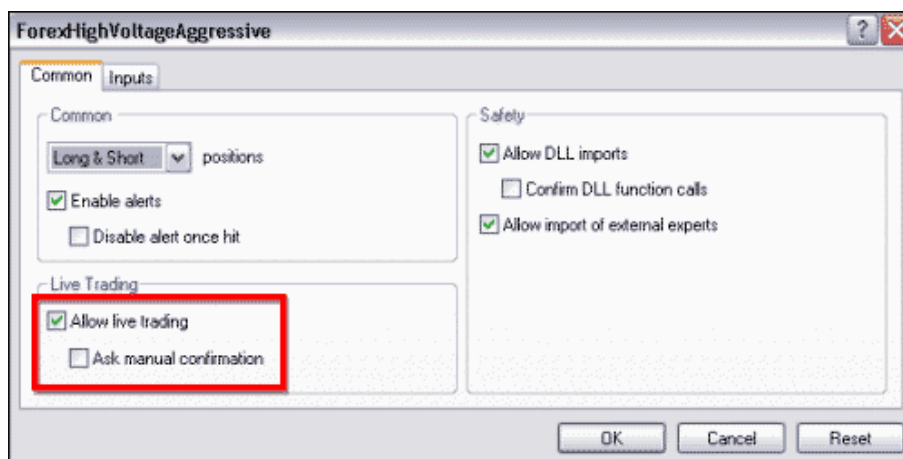 ForexHighVoltageAggressive
Common Inputs
Common
Long & Short positions
Enable alerts
Disable alert once hit
Live Trading
Allow live trading
Ask manual confirmation
Safety
Allow DLL imports
Confirm DLL function calls
Allow import of external experts
OK Cancel Reset